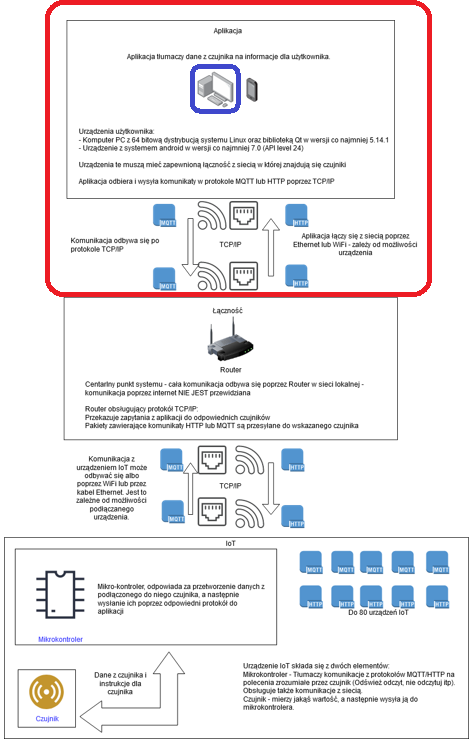 Aplikacja
Aplikacja tłumaczy dane z czujnika na informacje dla użytkownika.
Urządzenia użytkownika:
- Komputer PC z 64 bitową dystrybucją systemu Linux oraz biblioteką Qt w wersji co najmniej 5.14.1
- Urządzenie z systemem android w wersji co najmniej 7.0 (API level 24)
Urządzenia te muszą mieć zapewnioną łączność z siecią w której znajdują się czujniki
Aplikacja odbiera i wysyła komunikaty w protokole MQTT lub HTTP poprzez TCP/IP
MQTT
HTTP
Komunikacja odbywa się po
protokole TCP/IP
TCP/IP
Aplikacja łączy się z siecią poprzez
Ethernet lub WiFi - zależy od możliwości
urządzenia
MQTT
HTTP
Łączność
Router
Centarlny punkt systemu - cała komunikacja odbywa się poprzez Router w sieci lokalnej -
komunikacja poprzez internet NIE JEST przewidziana
Router obsługujący protokół TCP/IP:
Przekazuje zapytania z aplikacji do odpowiednich czujników
Pakiety zawierające komunikaty HTTP lub MQTT są przesyłane do wskazanego czujnika
Komunikacja z
urządzeniem IoT może
odbywać się albo
poprzez WiFi lub przez
kabel Ethernet. Jest to
zależne od możliwości
podłączanego
urządzenia.
MQTT
HTTP
TCP/IP
MQTT
HTTP
IoT
Mikro-kontroler, odpowiada za przetworzenie danych z
podłączonego do niego czujnika, a następnie
wysłanie ich poprzez odpowiedni protokół do
aplikacji
Mikrokontroler
MQTT MQTT MQTT MQTT MQTT
HTTP HTTP HTTP HTTP HTTP
Do 80 urządzeń IoT
Dane z czujnika i
instrukcje dla
czujnika
Czujnik
Urządzenie IoT składa się z dwóch elementów:
Mikrokontroler - Tłumaczy komunikacje z protokołów MQTT/HTTP na
polecenia zrozumiałe przez czujnik (Odśwież odczyt, nie odczytuj itp).
Obsługuje także komunikacje z siecią.
Czujnik - mierzy jakąś wartość, a następnie wysyła ją do
mikrokontrolera.